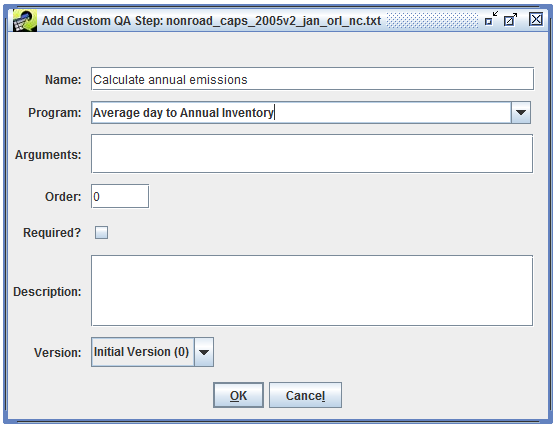 Add Custom QA Step: nonroad_caps_2005v2_jan_orl_nc.txt
Name: Calculate annual emissions
Program: Average day to Annual Inventory
Arguments:
Order: 0
Required?
Description:
Version: Initial Version (0)
OK Cancel